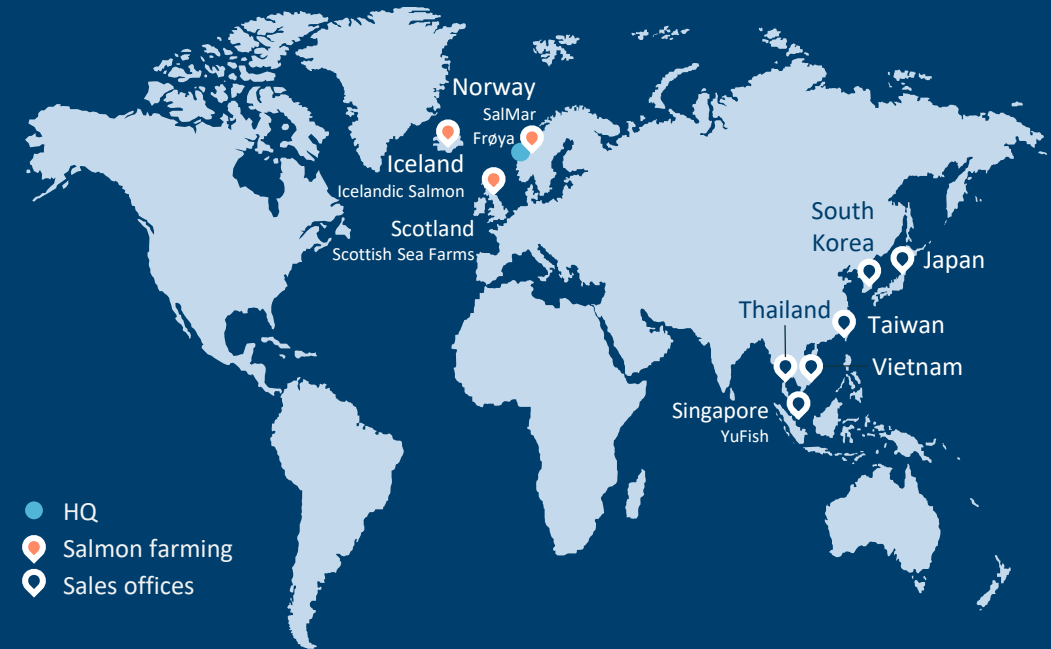 Norway
SalMar
Frøya
Iceland
Icelandic Salmon
Scotland
Scottish Sea Farms
South
Korea
Japan
Thailand
Taiwan
Vietnam
Singapore
YuFish
HQ
Salmon farming
Sales offices